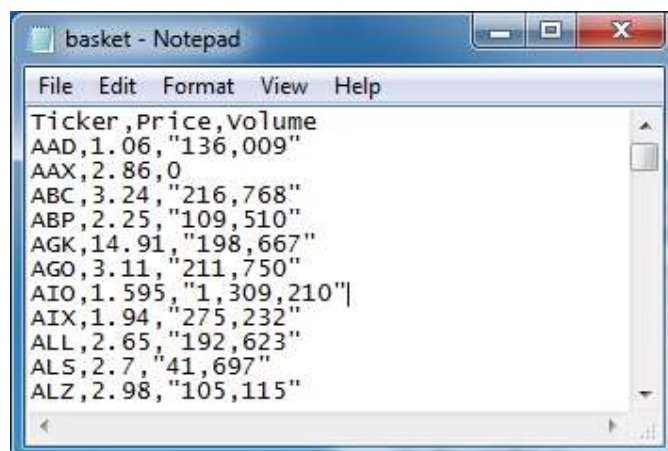 basket - Notepad
File Edit Format View Help
Ticker,Price,Volume
AAD,1.06,"136,009"
AAX,2.86,0
ABC,3.24,"216,768"
ABP,2.25,"109,510"
AGK,14.91,"198,667"
AGO,3.11,"211,750"
AIO,1.595,"1,309,210"
AIX,1.94,"275,232"
ALL,2.65,"192,623"
ALS,2.7,"41,697"
ALZ,2.98,"105,115"